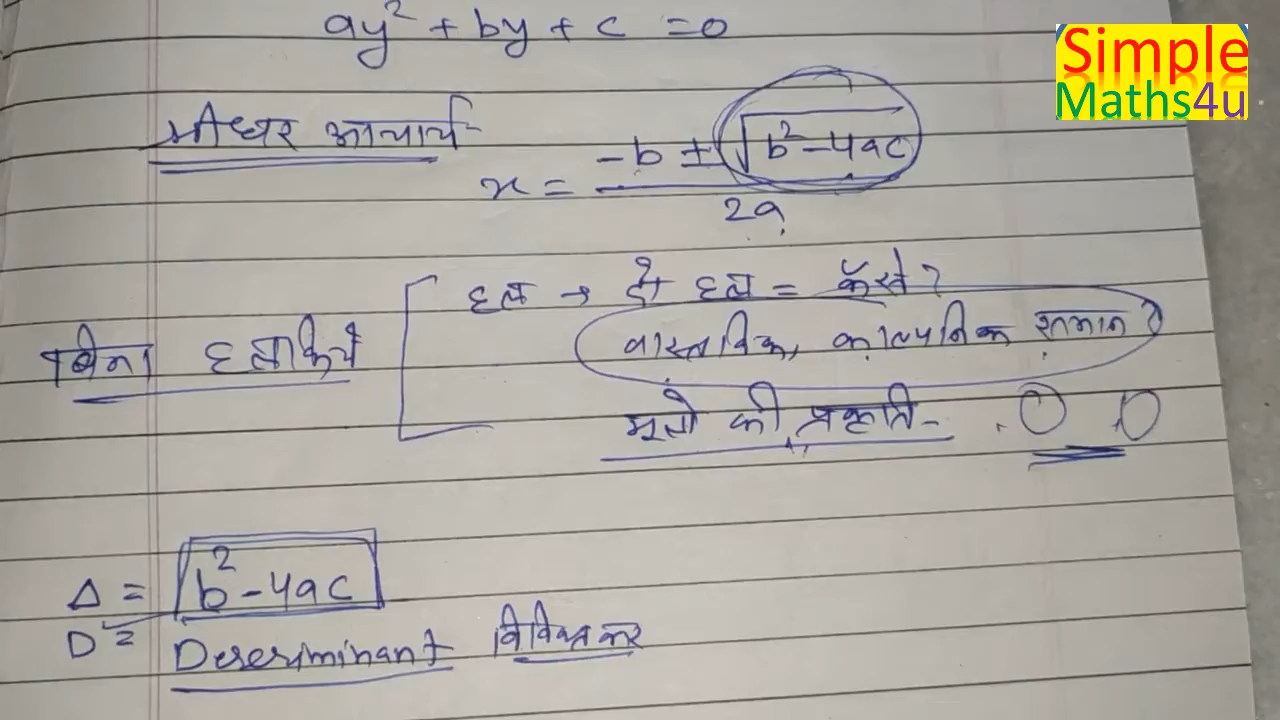 ay² + by + c = 0
Simple
Maths4u
श्रीधर आचार्य-
x = (-b ± √(b² - 4ac)) / 2a
हल → दो हल = कैसे ?
बिना हल किये
वास्तविक, काल्पनिक समान ?
मूलो की प्रकृति-
Δ = b² - 4ac
D =
Dereriminant विविक्तकर